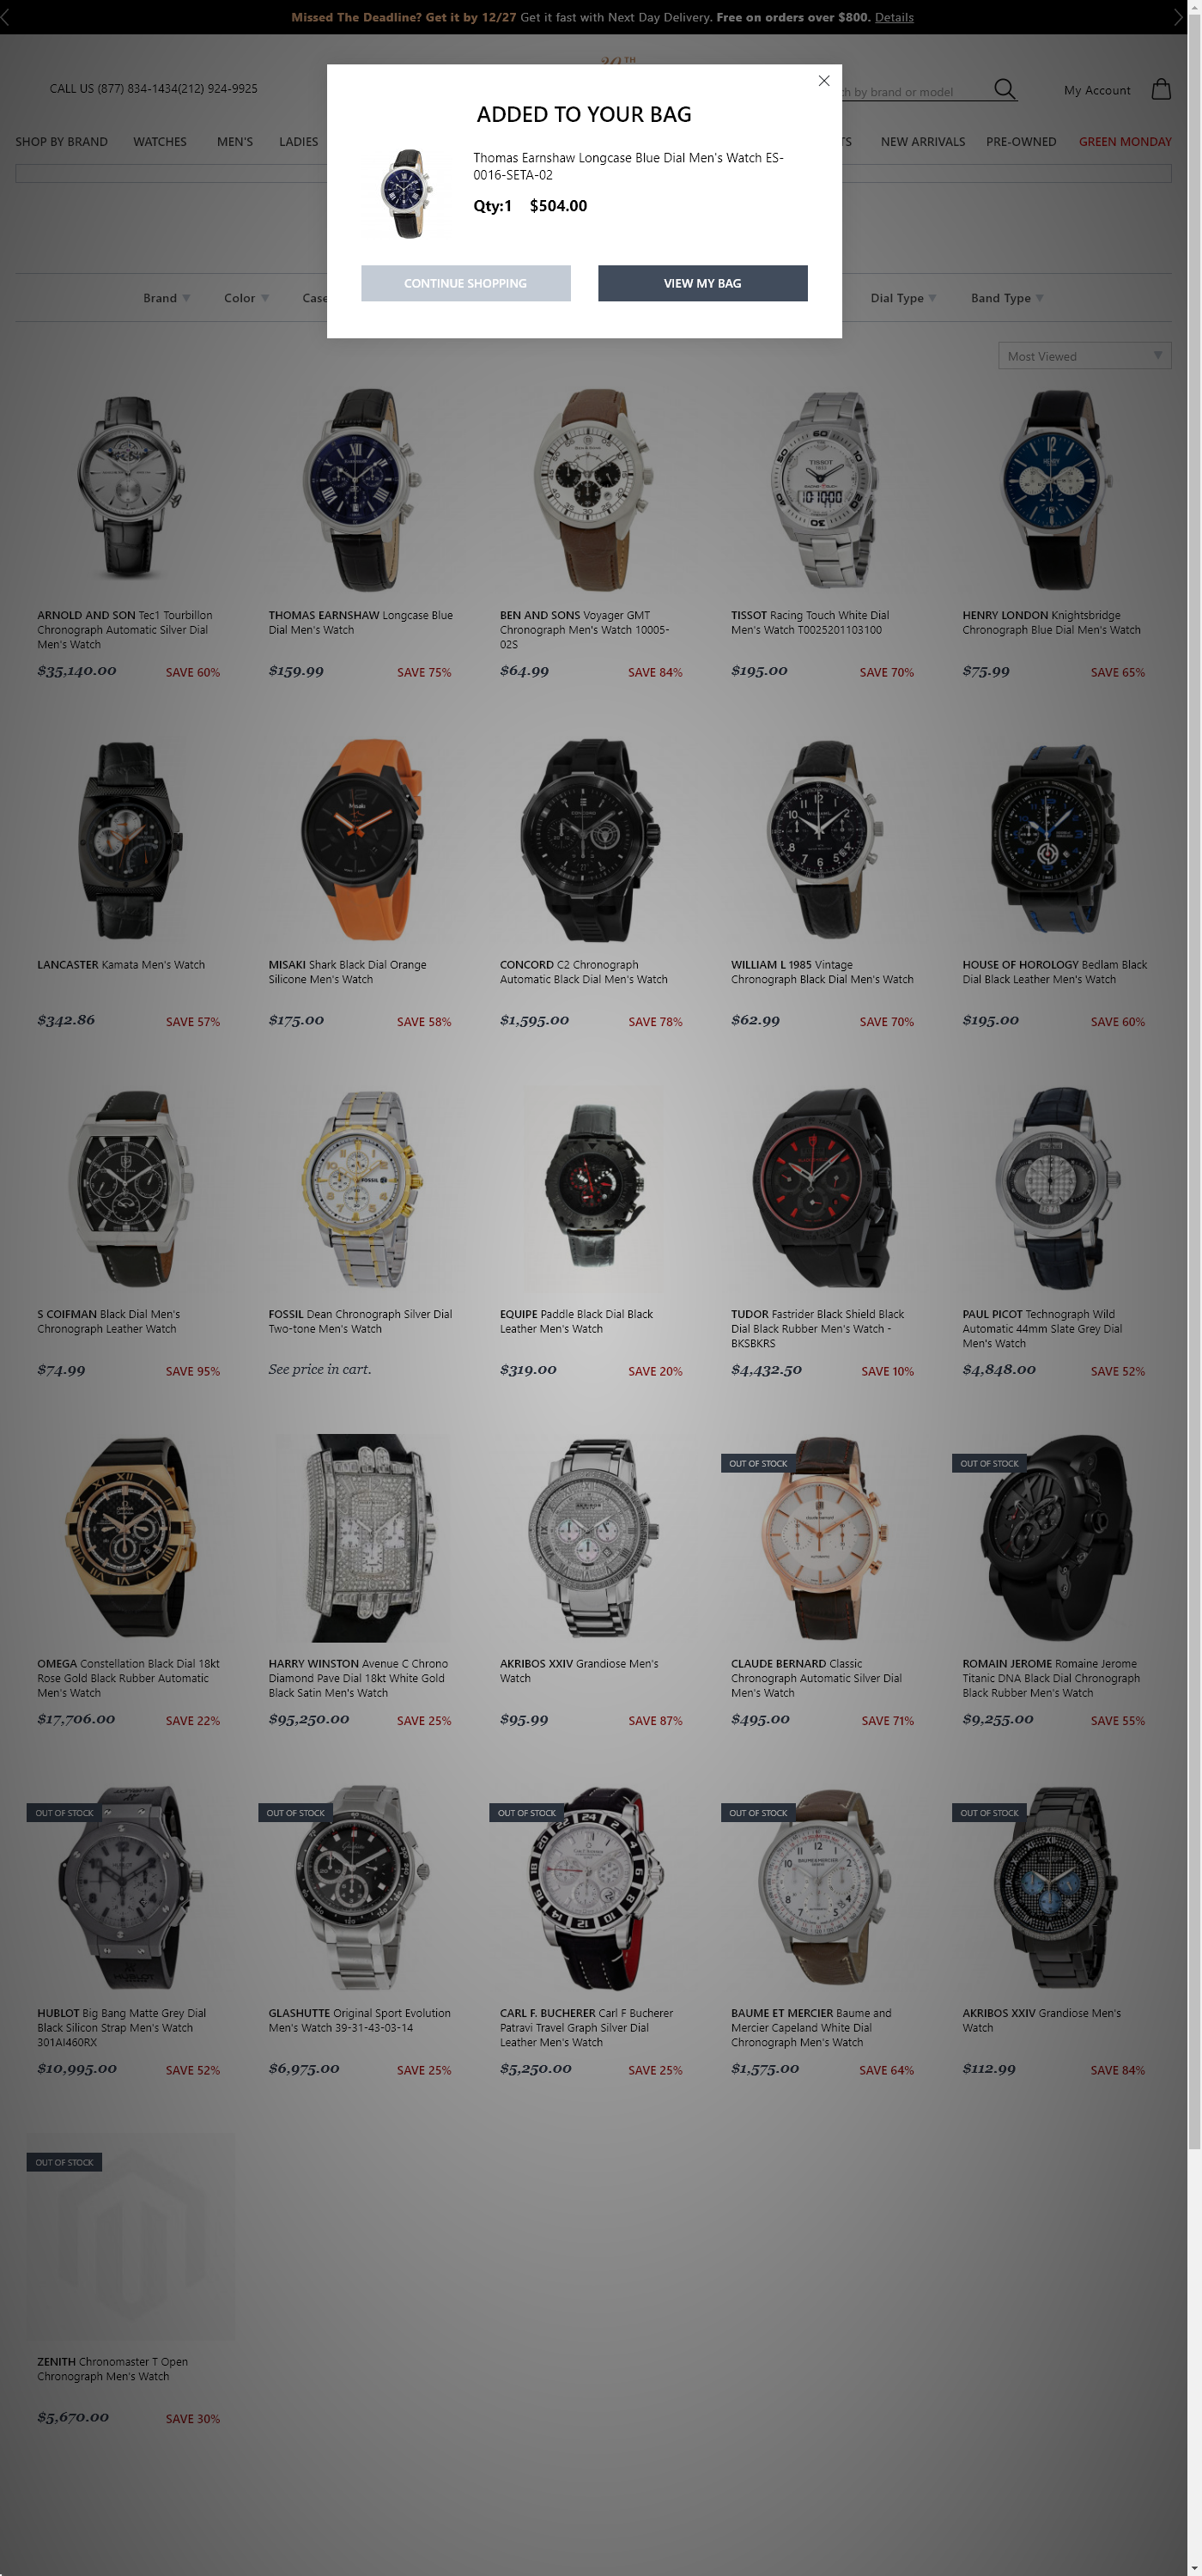 Missed The Deadline? Get it by 12/27 Get it fast with Next Day Delivery. Free on orders over $800. Details
CALL US (877) 834-1434(212) 924-9925
by brand or model
My Account
SHOP BY BRAND WATCHES MEN'S LADIES
NEW ARRIVALS PRE-OWNED GREEN MONDAY
ADDED TO YOUR BAG
Thomas Earnshaw Longcase Blue Dial Men's Watch ES-
0016-SETA-02
Qty:1 $504.00
CONTINUE SHOPPING VIEW MY BAG
Brand Color Case
Dial Type Band Type
Most Viewed
ARNOLD AND SON Tec1 Tourbillon
Chronograph Automatic Silver Dial
Men's Watch
$35,140.00 SAVE 60%
THOMAS EARNSHAW Longcase Blue
Dial Men's Watch
$159.99 SAVE 75%
BEN AND SONS Voyager GMT
Chronograph Men's Watch 10005-
02S
$64.99 SAVE 84%
TISSOT Racing Touch White Dial
Men's Watch T0025201103100
$195.00 SAVE 70%
HENRY LONDON Knightsbridge
Chronograph Blue Dial Men's Watch
$75.99 SAVE 65%
LANCASTER Kamata Men's Watch
$342.86 SAVE 57%
MISAKI Shark Black Dial Orange
Silicone Men's Watch
$175.00 SAVE 58%
CONCORD C2 Chronograph
Automatic Black Dial Men's Watch
$1,595.00 SAVE 78%
WILLIAM L 1985 Vintage
Chronograph Black Dial Men's Watch
$62.99 SAVE 70%
HOUSE OF HOROLOGY Bedlam Black
Dial Black Leather Men's Watch
$195.00 SAVE 60%
S COIFMAN Black Dial Men's
Chronograph Leather Watch
$74.99 SAVE 95%
FOSSIL Dean Chronograph Silver Dial
Two-tone Men's Watch
See price in cart.
EQUIPE Paddle Black Dial Black
Leather Men's Watch
$319.00 SAVE 20%
TUDOR Fastrider Black Shield Black
Dial Black Rubber Men's Watch -
BKSBKRS
$4,432.50 SAVE 10%
PAUL PICOT Technograph Wild
Automatic 44mm Slate Grey Dial
Men's Watch
$4,848.00 SAVE 52%
OMEGA Constellation Black Dial 18kt
Rose Gold Black Rubber Automatic
Men's Watch
$17,706.00 SAVE 22%
HARRY WINSTON Avenue C Chrono
Diamond Pave Dial 18kt White Gold
Black Satin Men's Watch
$95,250.00 SAVE 25%
AKRIBOS XXIV Grandiose Men's
Watch
$95.99 SAVE 87%
OUT OF STOCK
CLAUDE BERNARD Classic
Chronograph Automatic Silver Dial
Men's Watch
$495.00 SAVE 71%
OUT OF STOCK
ROMAIN JEROME Romaine Jerome
Titanic DNA Black Dial Chronograph
Black Rubber Men's Watch
$9,255.00 SAVE 55%
OUT OF STOCK
HUBLOT Big Bang Matte Grey Dial
Black Silicon Strap Men's Watch
301AI460RX
$10,995.00 SAVE 52%
OUT OF STOCK
GLASHUTTE Original Sport Evolution
Men's Watch 39-31-43-03-14
$6,975.00 SAVE 25%
OUT OF STOCK
CARL F. BUCHERER Carl F Bucherer
Patravi Travel Graph Silver Dial
Leather Men's Watch
$5,250.00 SAVE 25%
OUT OF STOCK
BAUME ET MERCIER Baume and
Mercier Capeland White Dial
Chronograph Men's Watch
$1,575.00 SAVE 64%
OUT OF STOCK
AKRIBOS XXIV Grandiose Men's
Watch
$112.99 SAVE 84%
OUT OF STOCK
ZENITH Chronomaster T Open
Chronograph Men's Watch
$5,670.00 SAVE 30%